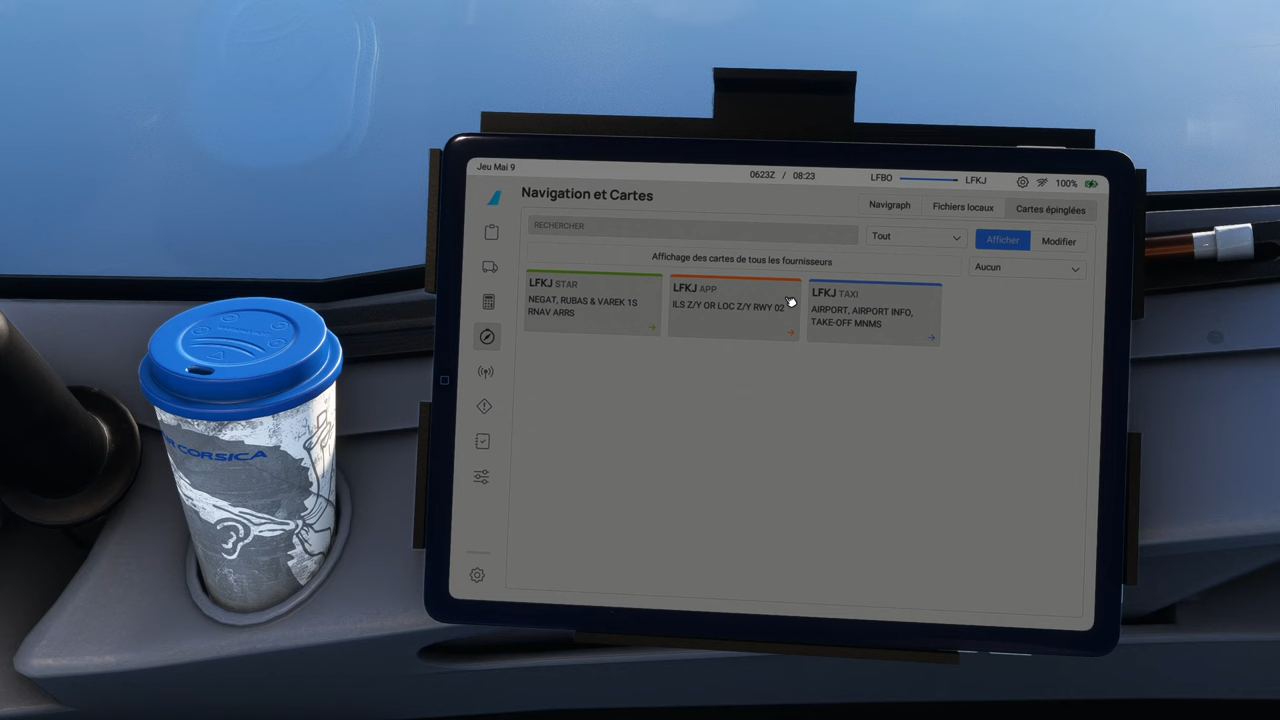 Jeu Mai 9
0623Z / 08:23
LFBO LFKJ
100%
Navigation et Cartes
Navigraph
Fichiers locaux
Cartes épinglées
RECHERCHER
Tout
Afficher
Modifier
Affichage des cartes de tous les fournisseurs
Aucun
LFKJ STAR
NEGAT, RUBAS & VAREK 1S
RNAV ARRS
LFKJ APP
ILS Z/Y OR LOC Z/Y RWY 02
LFKJ TAXI
AIRPORT, AIRPORT INFO,
TAKE-OFF MNMS
CORSICA